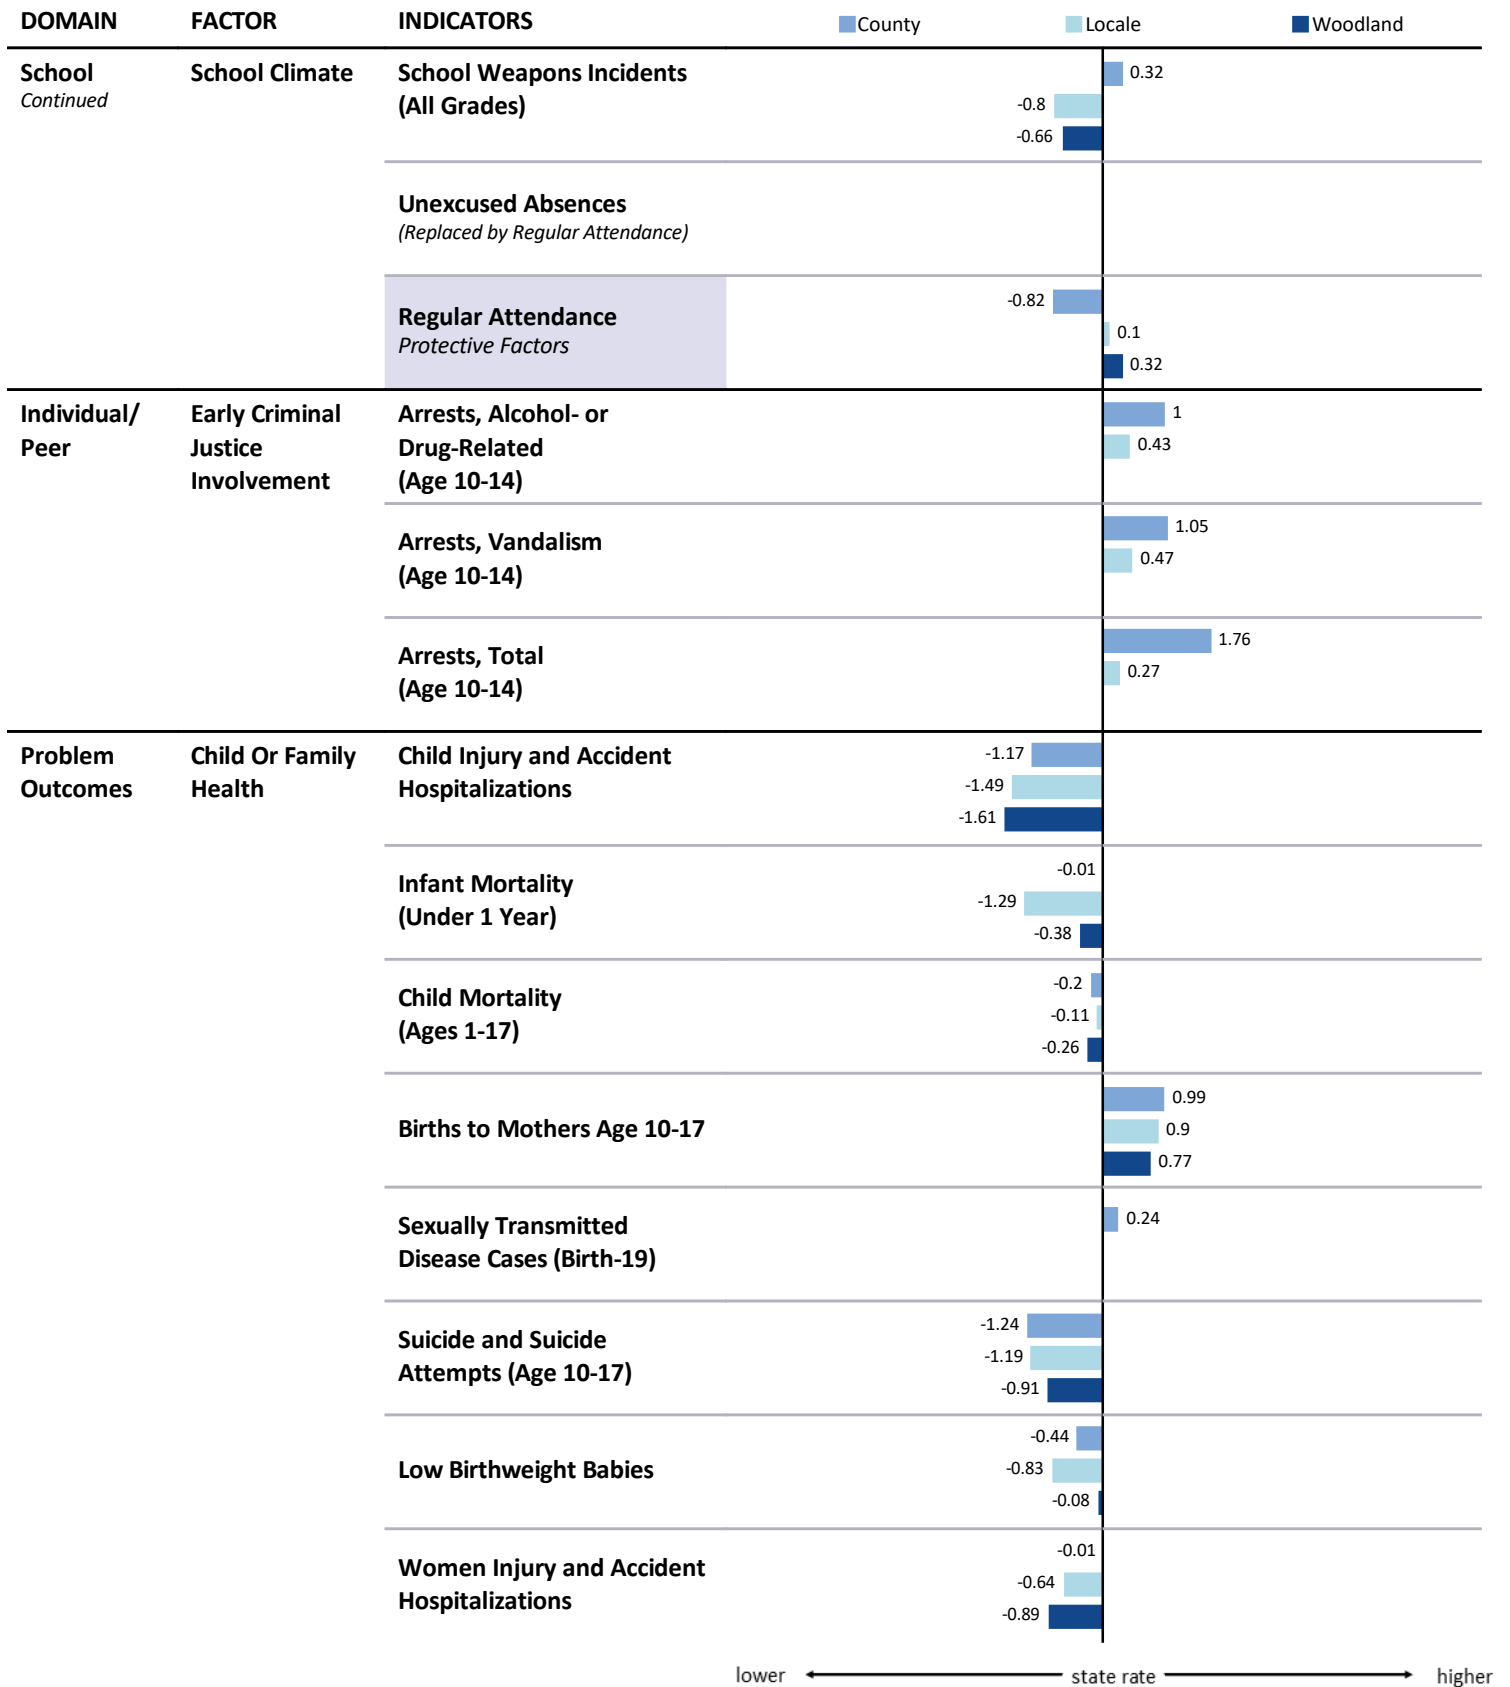 DOMAIN FACTOR INDICATORS County Locale Woodland
School School Climate School Weapons Incidents 0.32
Continued (All Grades) -0.8
-0.66
Unexcused Absences
(Replaced by Regular Attendance)
-0.82
Regular Attendance 0.1
Protective Factors 0.32
Individual/ Early Criminal Arrests, Alcohol- or 1
Peer Justice Drug-Related 0.43
Involvement (Age 10-14)
Arrests, Vandalism 1.05
(Age 10-14) 0.47
Arrests, Total 1.76
(Age 10-14) 0.27
Problem Child Or Family Child Injury and Accident -1.17
Outcomes Health Hospitalizations -1.49
-1.61
-0.01
Infant Mortality -1.29
(Under 1 Year) -0.38
-0.2
Child Mortality -0.11
(Ages 1-17) -0.26
0.99
Births to Mothers Age 10-17 0.9
0.77
Sexually Transmitted 0.24
Disease Cases (Birth-19)
-1.24
Suicide and Suicide -1.19
Attempts (Age 10-17) -0.91
-0.44
Low Birthweight Babies -0.83
-0.08
-0.01
Women Injury and Accident -0.64
Hospitalizations -0.89
lower state rate higher